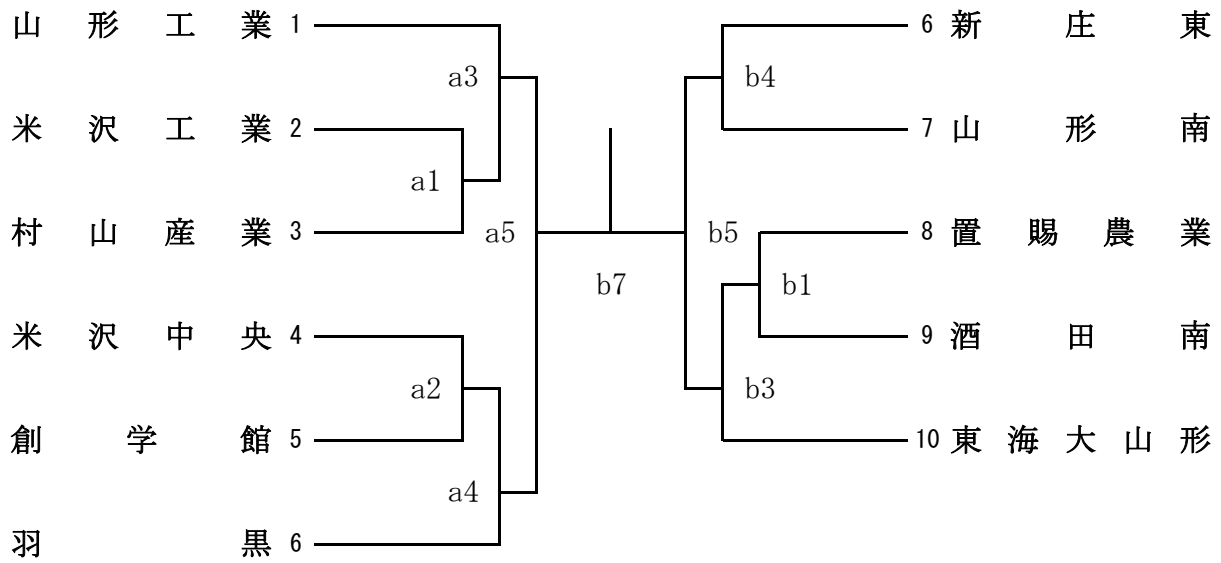 山形工業 1
a3
米沢工業 2
a1
村山産業 3
a5
米沢中央 4
a2
創学館 5
a4
羽黒 6
b7
6 新庄東
b4
7 山形南
b5
8 置賜農業
b1
9 酒田南
b3
10 東海大山形